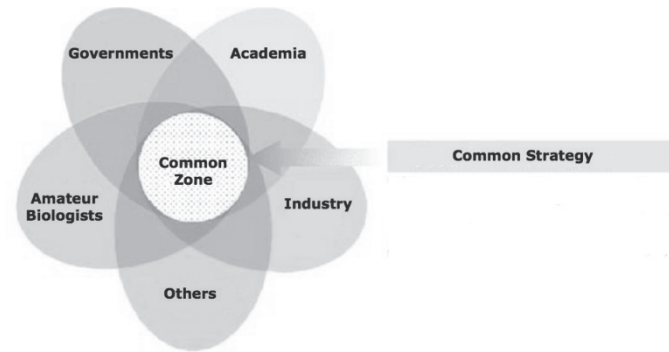 Governments
Academia
Common
Zone
Common Strategy
Amateur
Biologists
Industry
Others